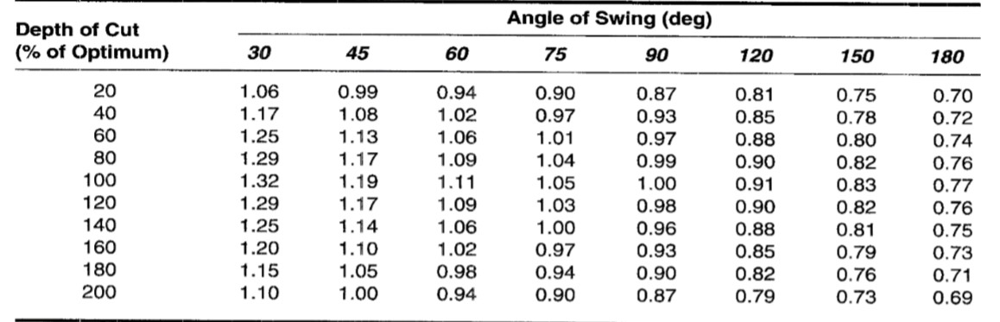 Angle of Swing (deg)
Depth of Cut
(% of Optimum) 30 45 60 75 90 120 150 180
20 1.06 0.99 0.94 0.90 0.87 0.81 0.75 0.70
40 1.17 1.08 1.02 0.97 0.93 0.85 0.78 0.72
60 1.25 1.13 1.06 1.01 0.97 0.88 0.80 0.74
80 1.29 1.17 1.09 1.04 0.99 0.90 0.82 0.76
100 1.32 1.19 1.11 1.05 1.00 0.91 0.83 0.77
120 1.29 1.17 1.09 1.03 0.98 0.90 0.82 0.76
140 1.25 1.14 1.06 1.00 0.96 0.88 0.81 0.75
160 1.20 1.10 1.02 0.97 0.93 0.85 0.79 0.73
180 1.15 1.05 0.98 0.94 0.90 0.82 0.76 0.71
200 1.10 1.00 0.94 0.90 0.87 0.79 0.73 0.69